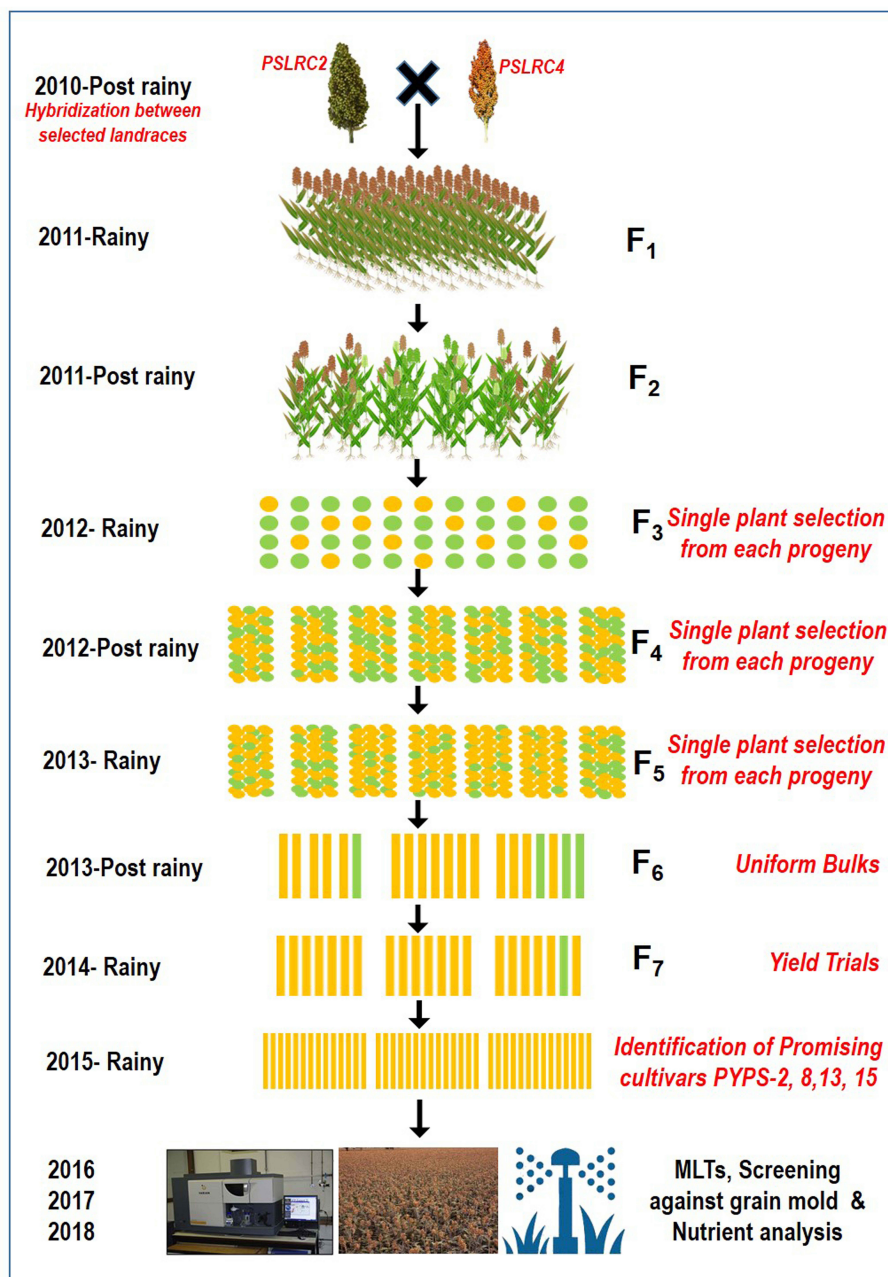 PSLRC2
PSLRC4
2010-Post rainy
Hybridization between
selected landraces
2011-Rainy
F1
2011-Post rainy
F2
2012- Rainy
F3
Single plant selection
from each progeny
2012-Post rainy
F4
Single plant selection
from each progeny
2013- Rainy
F5
Single plant selection
from each progeny
2013-Post rainy
F6
Uniform Bulks
2014- Rainy
F7
Yield Trials
2015- Rainy
Identification of Promising
cultivars PYPS-2, 8,13, 15
2016
2017
2018
MLTs, Screening
against grain mold &
Nutrient analysis